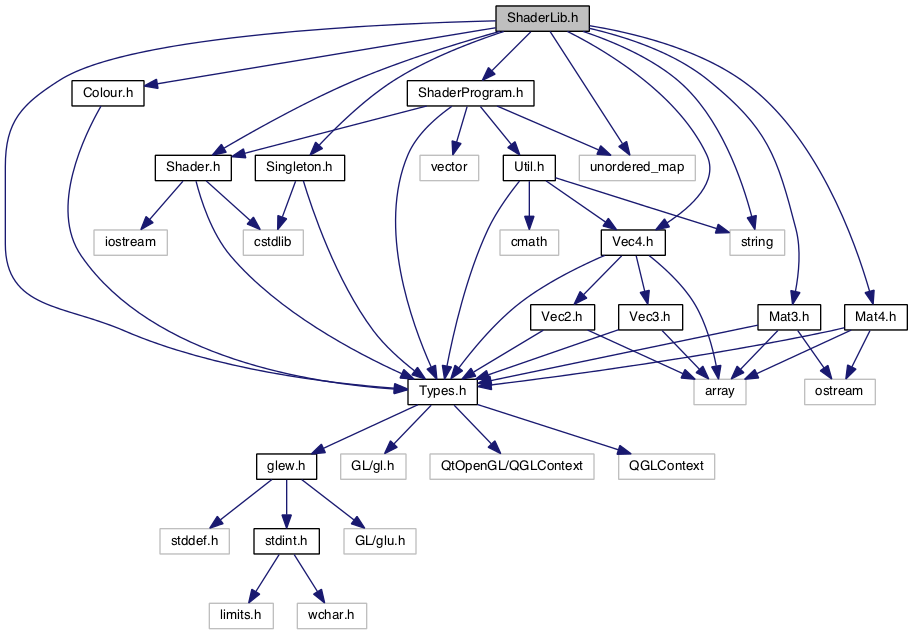 ShaderLib.h
Colour.h
ShaderProgram.h
Shader.h
Singleton.h
vector
Util.h
unordered_map
iostream
cstdlib
cmath
Vec4.h
string
Vec2.h
Vec3.h
Mat3.h
Mat4.h
Types.h
array
ostream
glew.h
GL/gl.h
QtOpenGL/QGLContext
QGLContext
stddef.h
stdint.h
GL/glu.h
limits.h
wchar.h